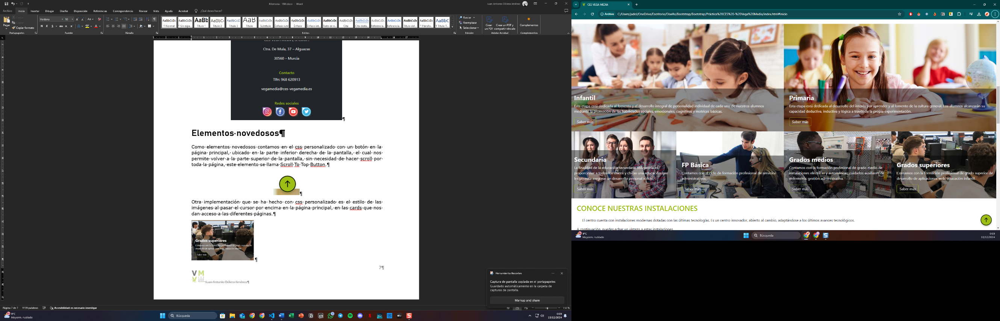 Memoria - VM.docx - Word
Juan Antonio Dólera Jiménez
Archivo Inicio Insertar Dibujar Diseño Disposición Referencias Correspondencia Revisar Vista Ayuda Acrobat ¿Qué desea hacer?
Pegar
Cortar
Copiar
Copiar formato
Portapapeles
Verdana 10
Fuente
Párrafo
¶ Normal ¶ Sin espa... Título 1 Título 2 Título 3 Título Subtítulo Énfasis sutil Énfasis Énfasis int... Texto en n... Cita Cita desta... Referencia... Referencia... Título del... ¶ Párrafo... ¶ Título T...
Estilos
Buscar
Reemplazar
Seleccionar
Edición
Crear un PDF
Crear un PDF y compartir vínculo
Adobe Acrobat
Complementos
Complementos
Ctra. De Mula, 37 – Alguazas
30560 – Murcia
Contacto
Tlfn: 968 620913
vegamedia@ces-vegamedia.es
Redes sociales
¶
Elementos·novedosos¶
Como· elementos· novedosos· contamos· en· el· css· personalizado· con· un· botón· en· la·
página· principal,· ubicado· en· la· parte· inferior· derecha· de· la· pantalla,· el· cual· nos·
permite· volver· a· la· parte· superior· de· la· pantalla,· sin· necesidad· de· hacer· scroll· por·
toda·la·página,·este·elemento·se·llama·Scroll·To·Top·Button.¶
¶
Otra· implementación· que· se· ha· hecho· con· css· personalizado· es· el· estilo· de· las·
imágenes·al·pasar·el·cursor·por·encima·en·la·página·principal,·en·las·cards·que·nos·
dan·acceso·a·las·diferentes·páginas.¶
Grados superiores
Contamos con la formación profesional de grado superior de
desarrollo de aplicaciones web; educación infantil.
Saber más
¶
7¶
VM
V CES VEGA MEDIA
·Juan·Antonio·Dólera·Jiménez¶
Herramienta Recortes
Captura de pantalla copiada en el portapapeles
Guardado automáticamente en la carpeta de
capturas de pantalla.
Markup and share
Página 7 de 7 1139 palabras Accesibilidad: es necesario investigar
150 %
9°C
Mayorm. nublado
Búsqueda
0:09
10/12/2024
CES VEGA MEDIA
Archivo C:/Users/jadol/OneDrive/Escritorio/Diseño/Bootstrap/Bootstrap/Práctica%20CES%20-%20Vega%20Media/index.html#inicio
Infantil
Esta etapa está dedicada al fomento y el desarrollo integral de personalidad individual de cada uno de nuestros alumnos
mediante la promoción de las habilidades sociales, emocionales, cognitivas y motrices básicas.
Saber más
Primaria
Esta etapa está dedicada al desarrollo del interés por aprender y al fomento de la cultura general. Los alumnos alcanzarán su
capacidad deductiva, inductiva y lógica a través de la propia experimentación.
Saber más
Secundaria
La finalidad de la educación secundaria obligatoria es
proporcionar a todos los chicos y chicas una educación que
les permita asegurar un desarrollo personal sólido.
Saber más
FP Básica
Contamos con el ciclo de formación profesional de servicios
administrativos.
Saber más
Grados medios
Contamos con la formación profesional de grado medio de
instalaciones eléctricas y automáticas; cuidados auxiliares de
enfermería; gestión administrativa.
Saber más
Grados superiores
Contamos con la formación profesional de grado superior de
desarrollo de aplicaciones web; educación infantil.
Saber más
CONOCE NUESTRAS INSTALACIONES
El centro cuenta con instalaciones modernas dotadas con las últimas tecnologías. Es un centro innovador, abierto al cambio, adaptándose a los últimos avances tecnológicos.
A continuación, puedes echar un vistazo a estas instalaciones
9°C
Mayorm. nublado
Búsqueda
0:09
10/12/2024